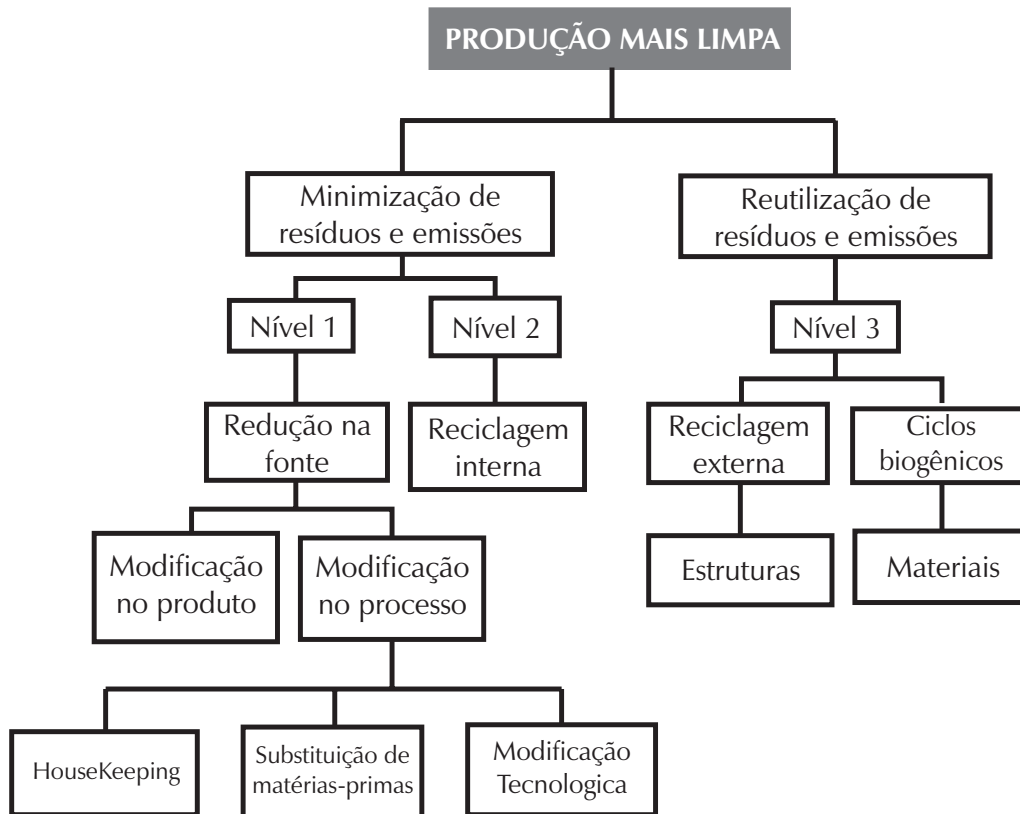 PRODUÇÃO MAIS LIMPA
Minimização de
resíduos e emissões
Reutilização de
resíduos e emissões
Nível 1
Nível 2
Nível 3
Redução na
fonte
Reciclagem
interna
Reciclagem
externa
Ciclos
biogênicos
Modificação
no produto
Modificação
no processo
Estruturas
Materiais
HouseKeeping
Substituição de
matérias-primas
Modificação
Tecnologica